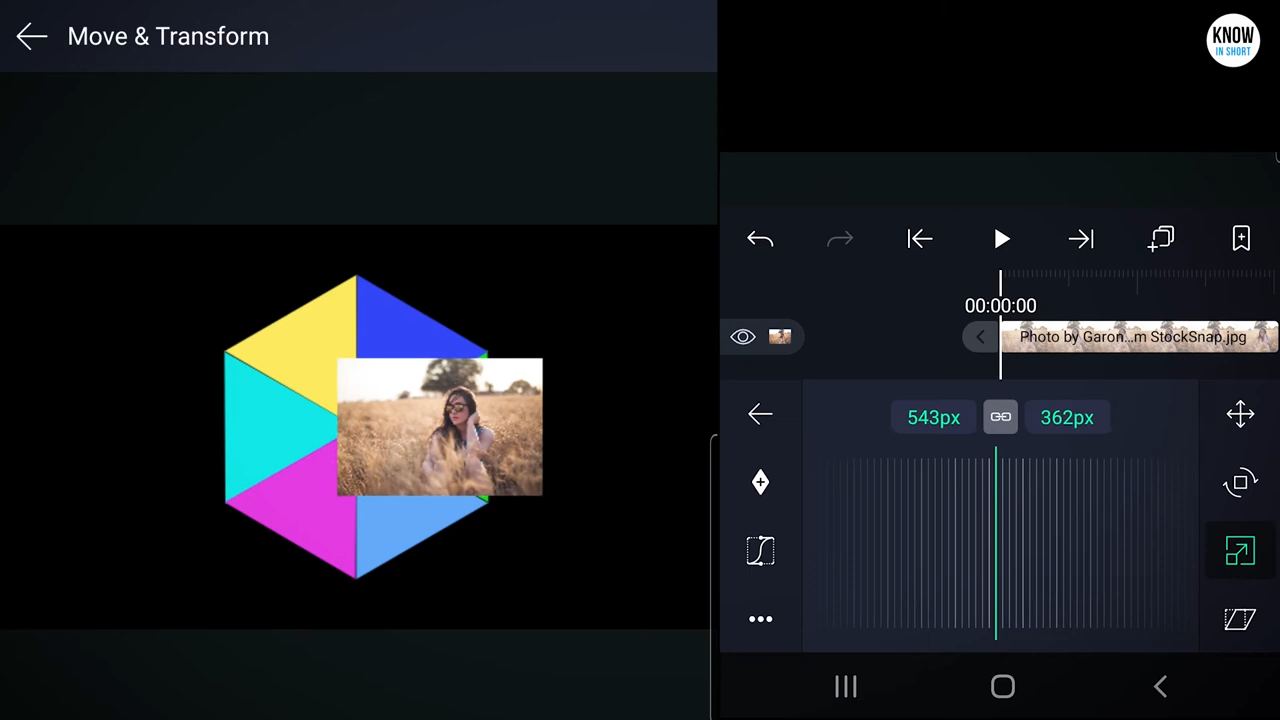 Move & Transform
KNOW
IN SHORT
00:00:00
Photo by Garon...m StockSnap.jpg
543px
362px